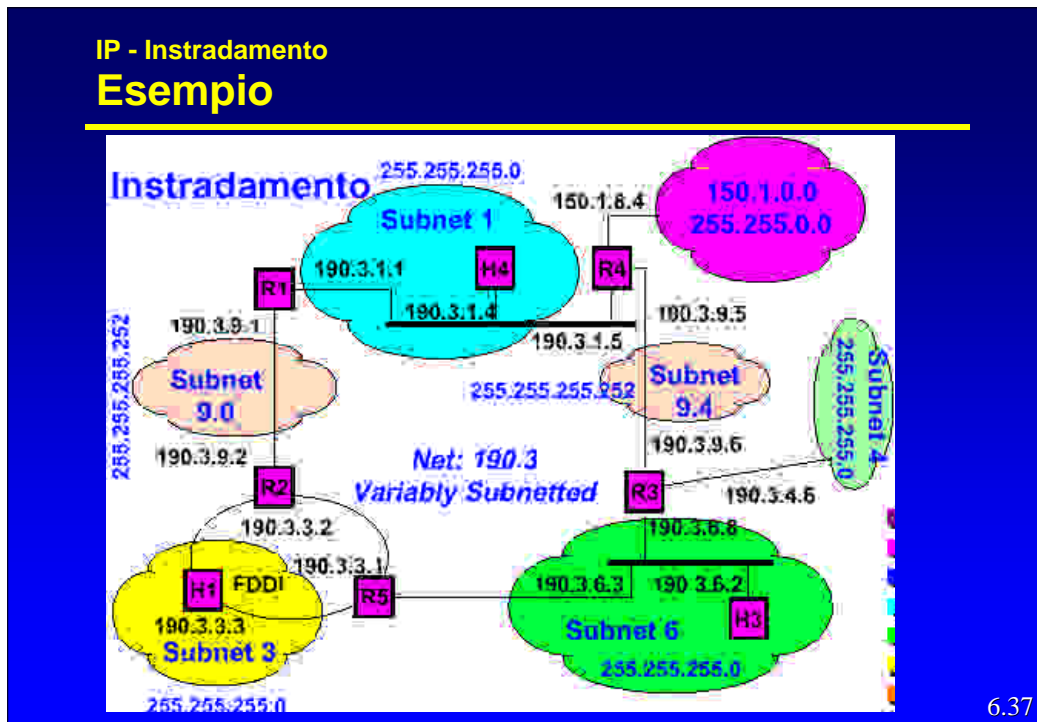 IP - Instradamento
Esempio
Instradamento
255.255.255.0
Subnet 1
150.1.8.4
150.1.0.0
255.255.0.0
190.3.1.1
H4
R4
R1
190.3.1.4
190.3.9.1
190.3.1.5
190.3.9.5
255.255.255.252
Subnet
9.0
255.255.255.252
Subnet
9.4
Subnet 4
255.255.255.0
190.3.9.2
Net: 190.3
Variably Subnetted
190.3.9.6
R2
R3
190.3.4.6
190.3.3.2
190.3.6.8
190.3.3.1
H1
FDDI
R5
190.3.6.3
190.3.6.2
H3
190.3.3.3
Subnet 3
Subnet 6
255.255.255.0
255.255.255.0
6.37